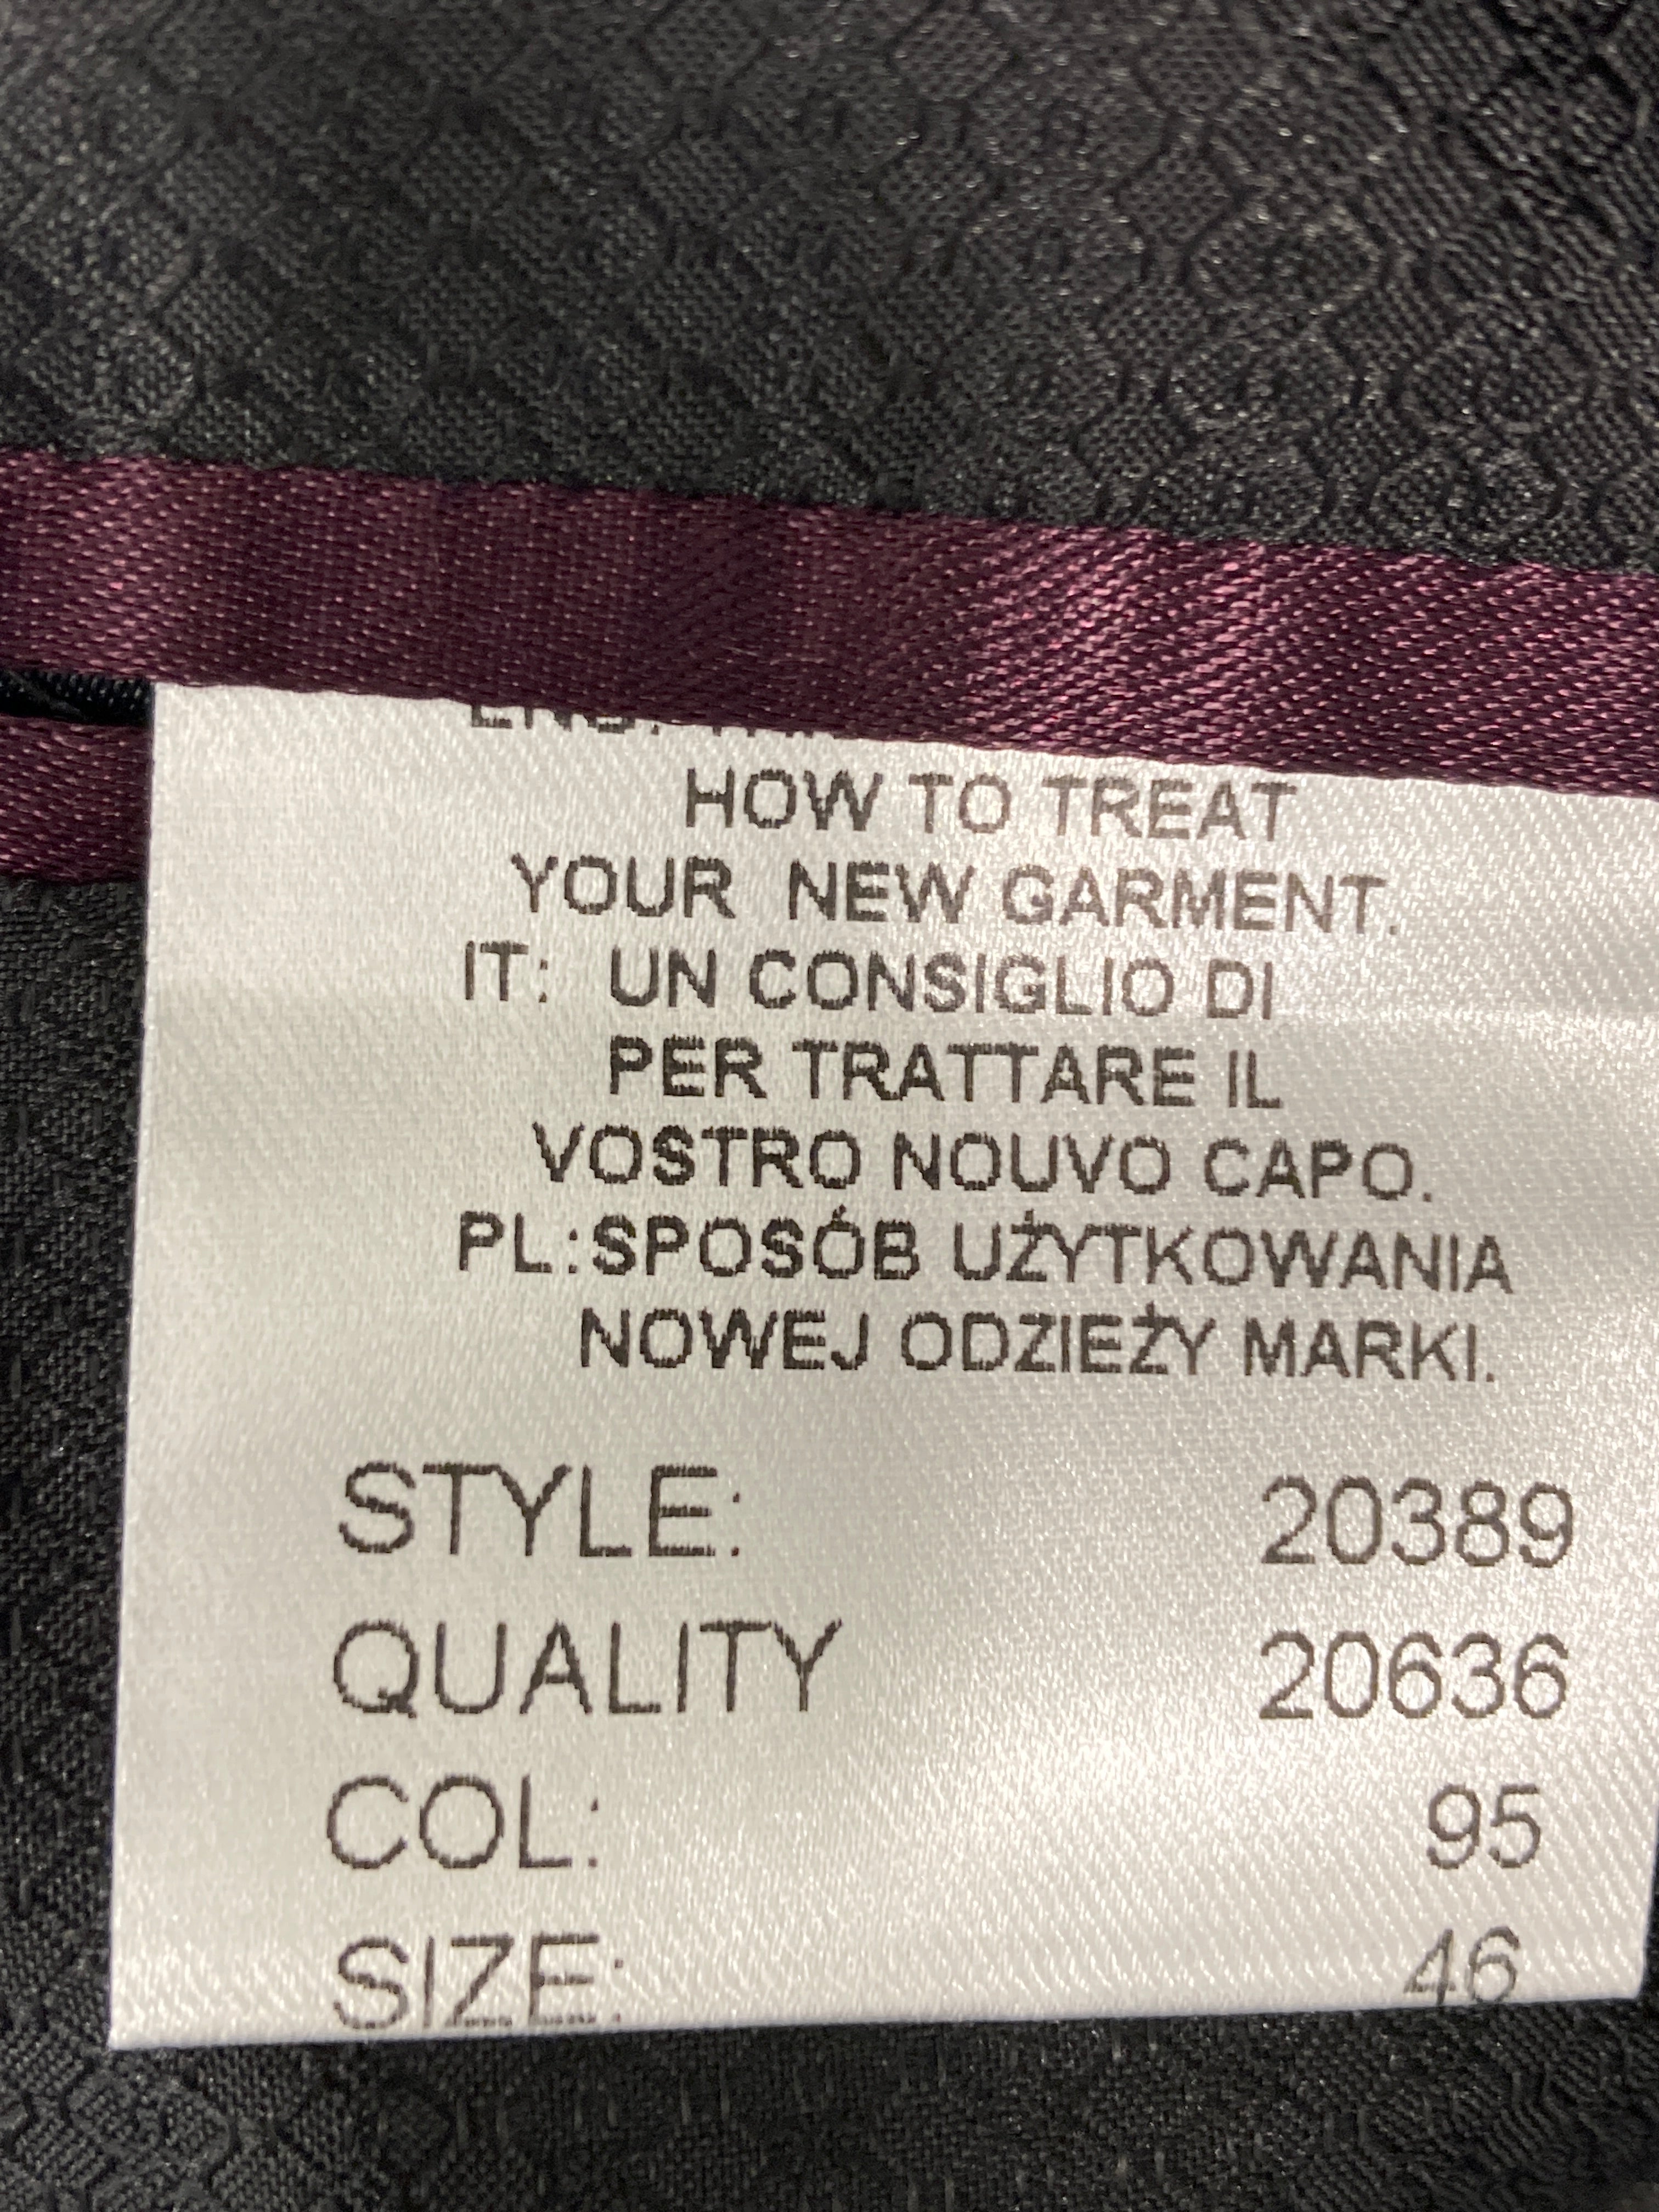 HOW TO TREAT
YOUR NEW GARMENT.
IT: UN CONSIGLIO DI
PER TRATTARE IL
VOSTRO NOUVO CAPO.
PL:SPOSÓB UŻYTKOWANIA
NOWEJ ODZIEŻY MARKI.
STYLE: 20389
QUALITY 20636
COL: 95
SIZE: 46